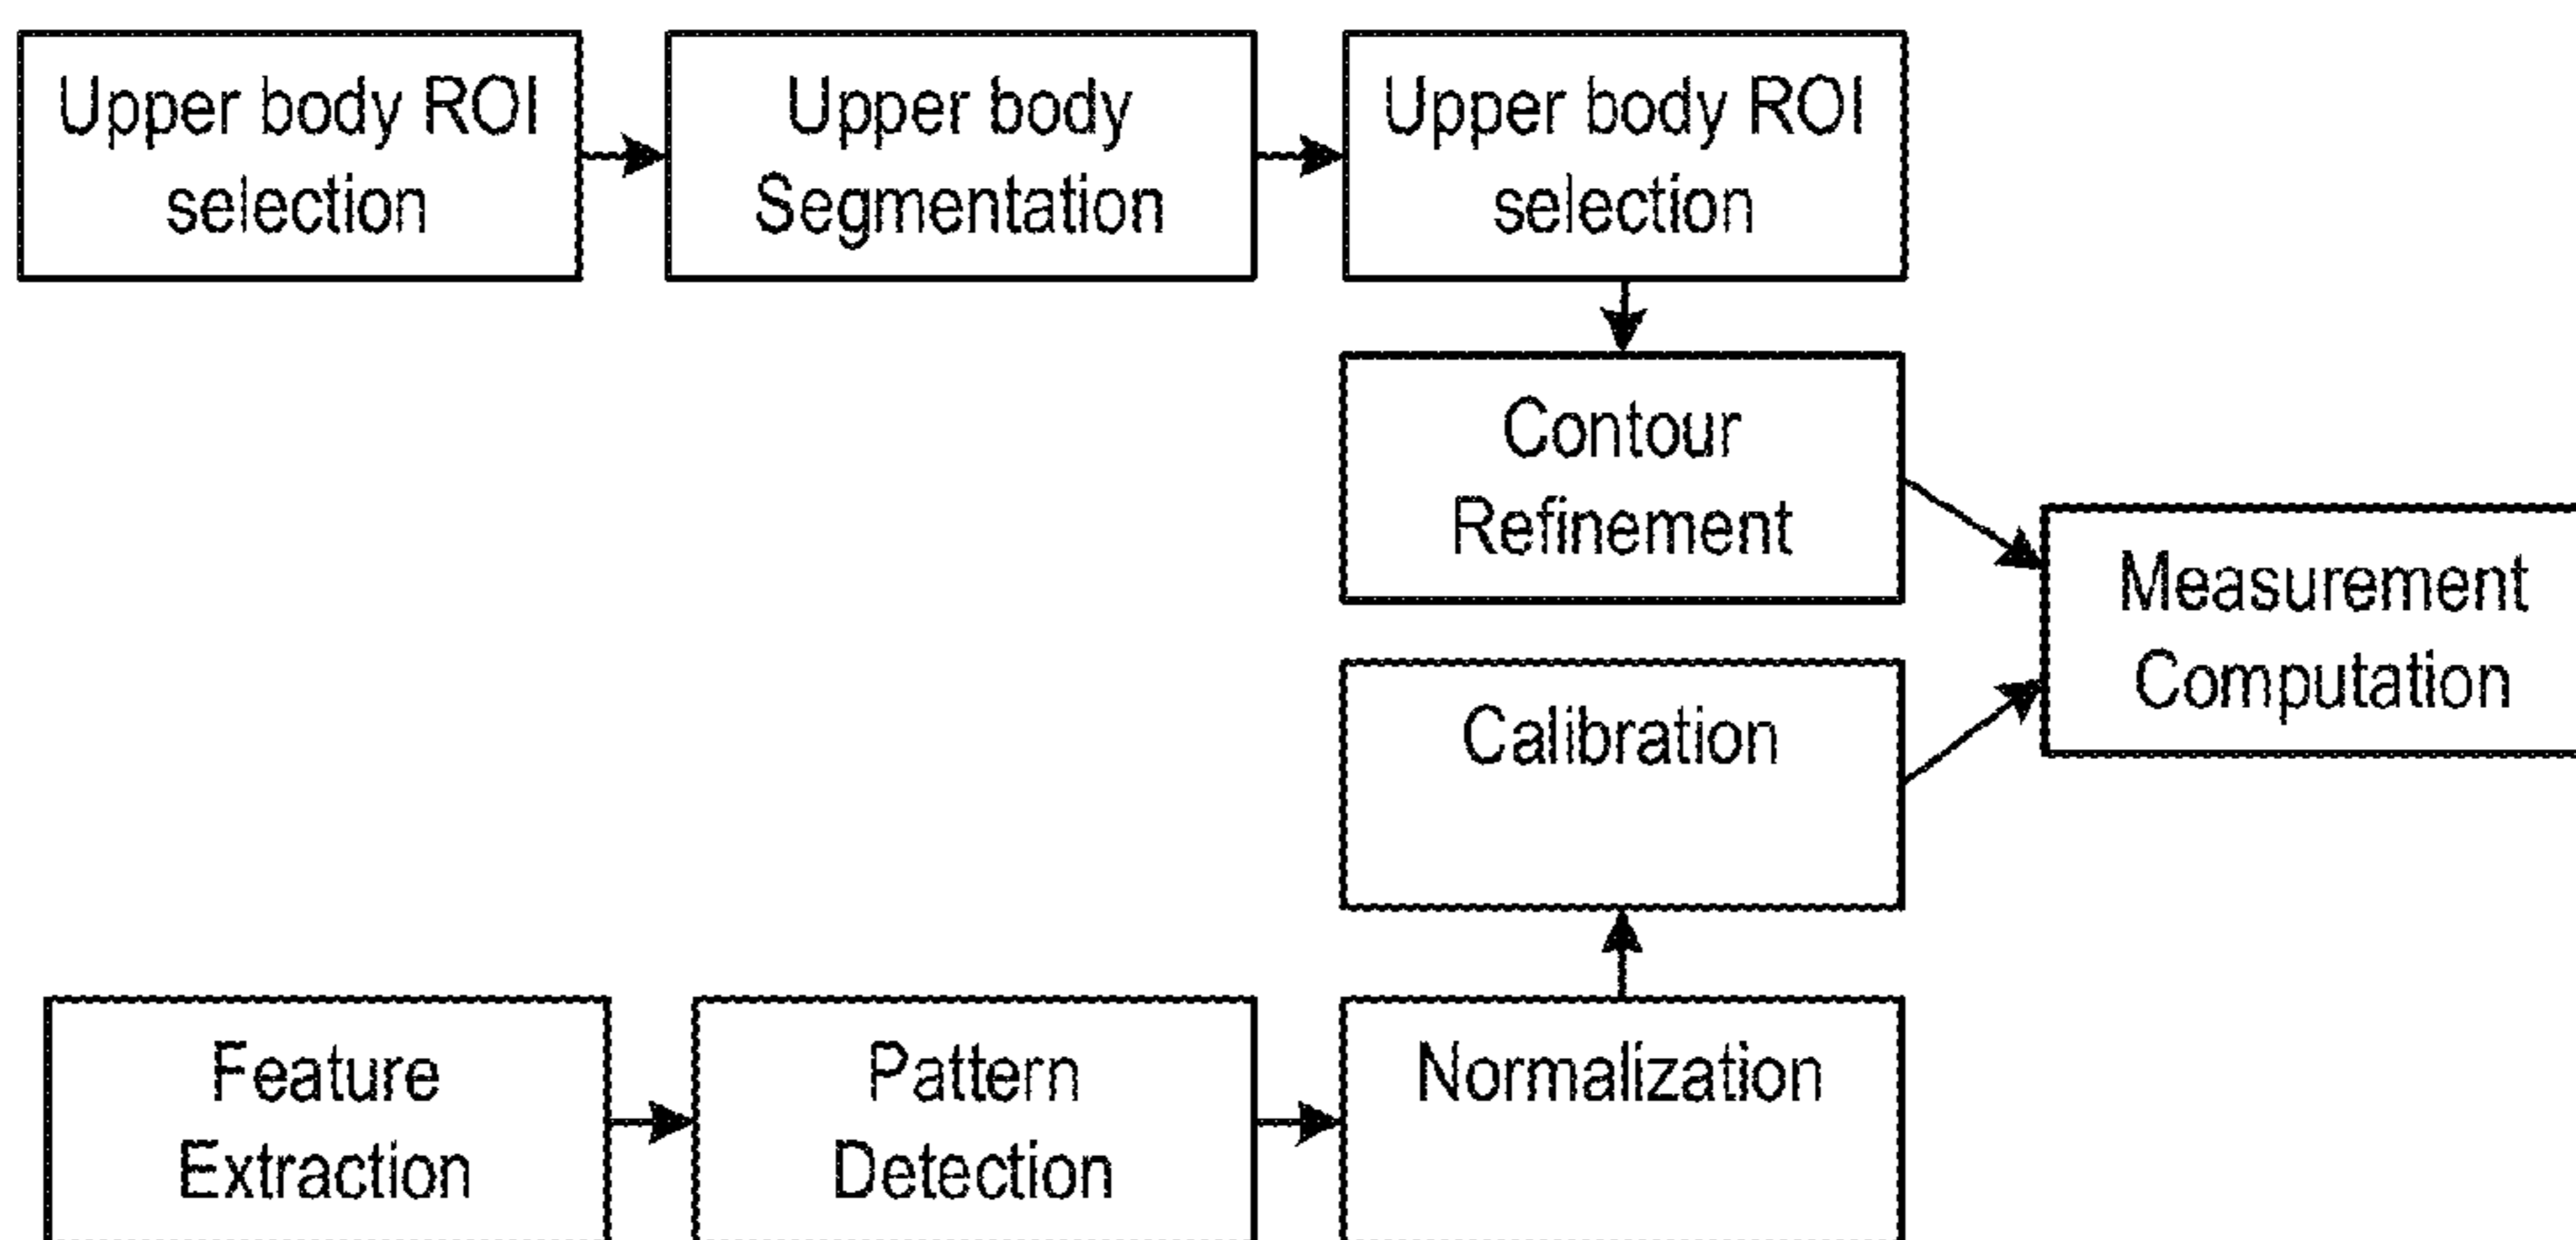 Upper body ROI
selection
Upper body
Segmentation
Upper body ROI
selection
Contour
Refinement
Measurement
Computation
Calibration
Feature
Extraction
Pattern
Detection
Normalization